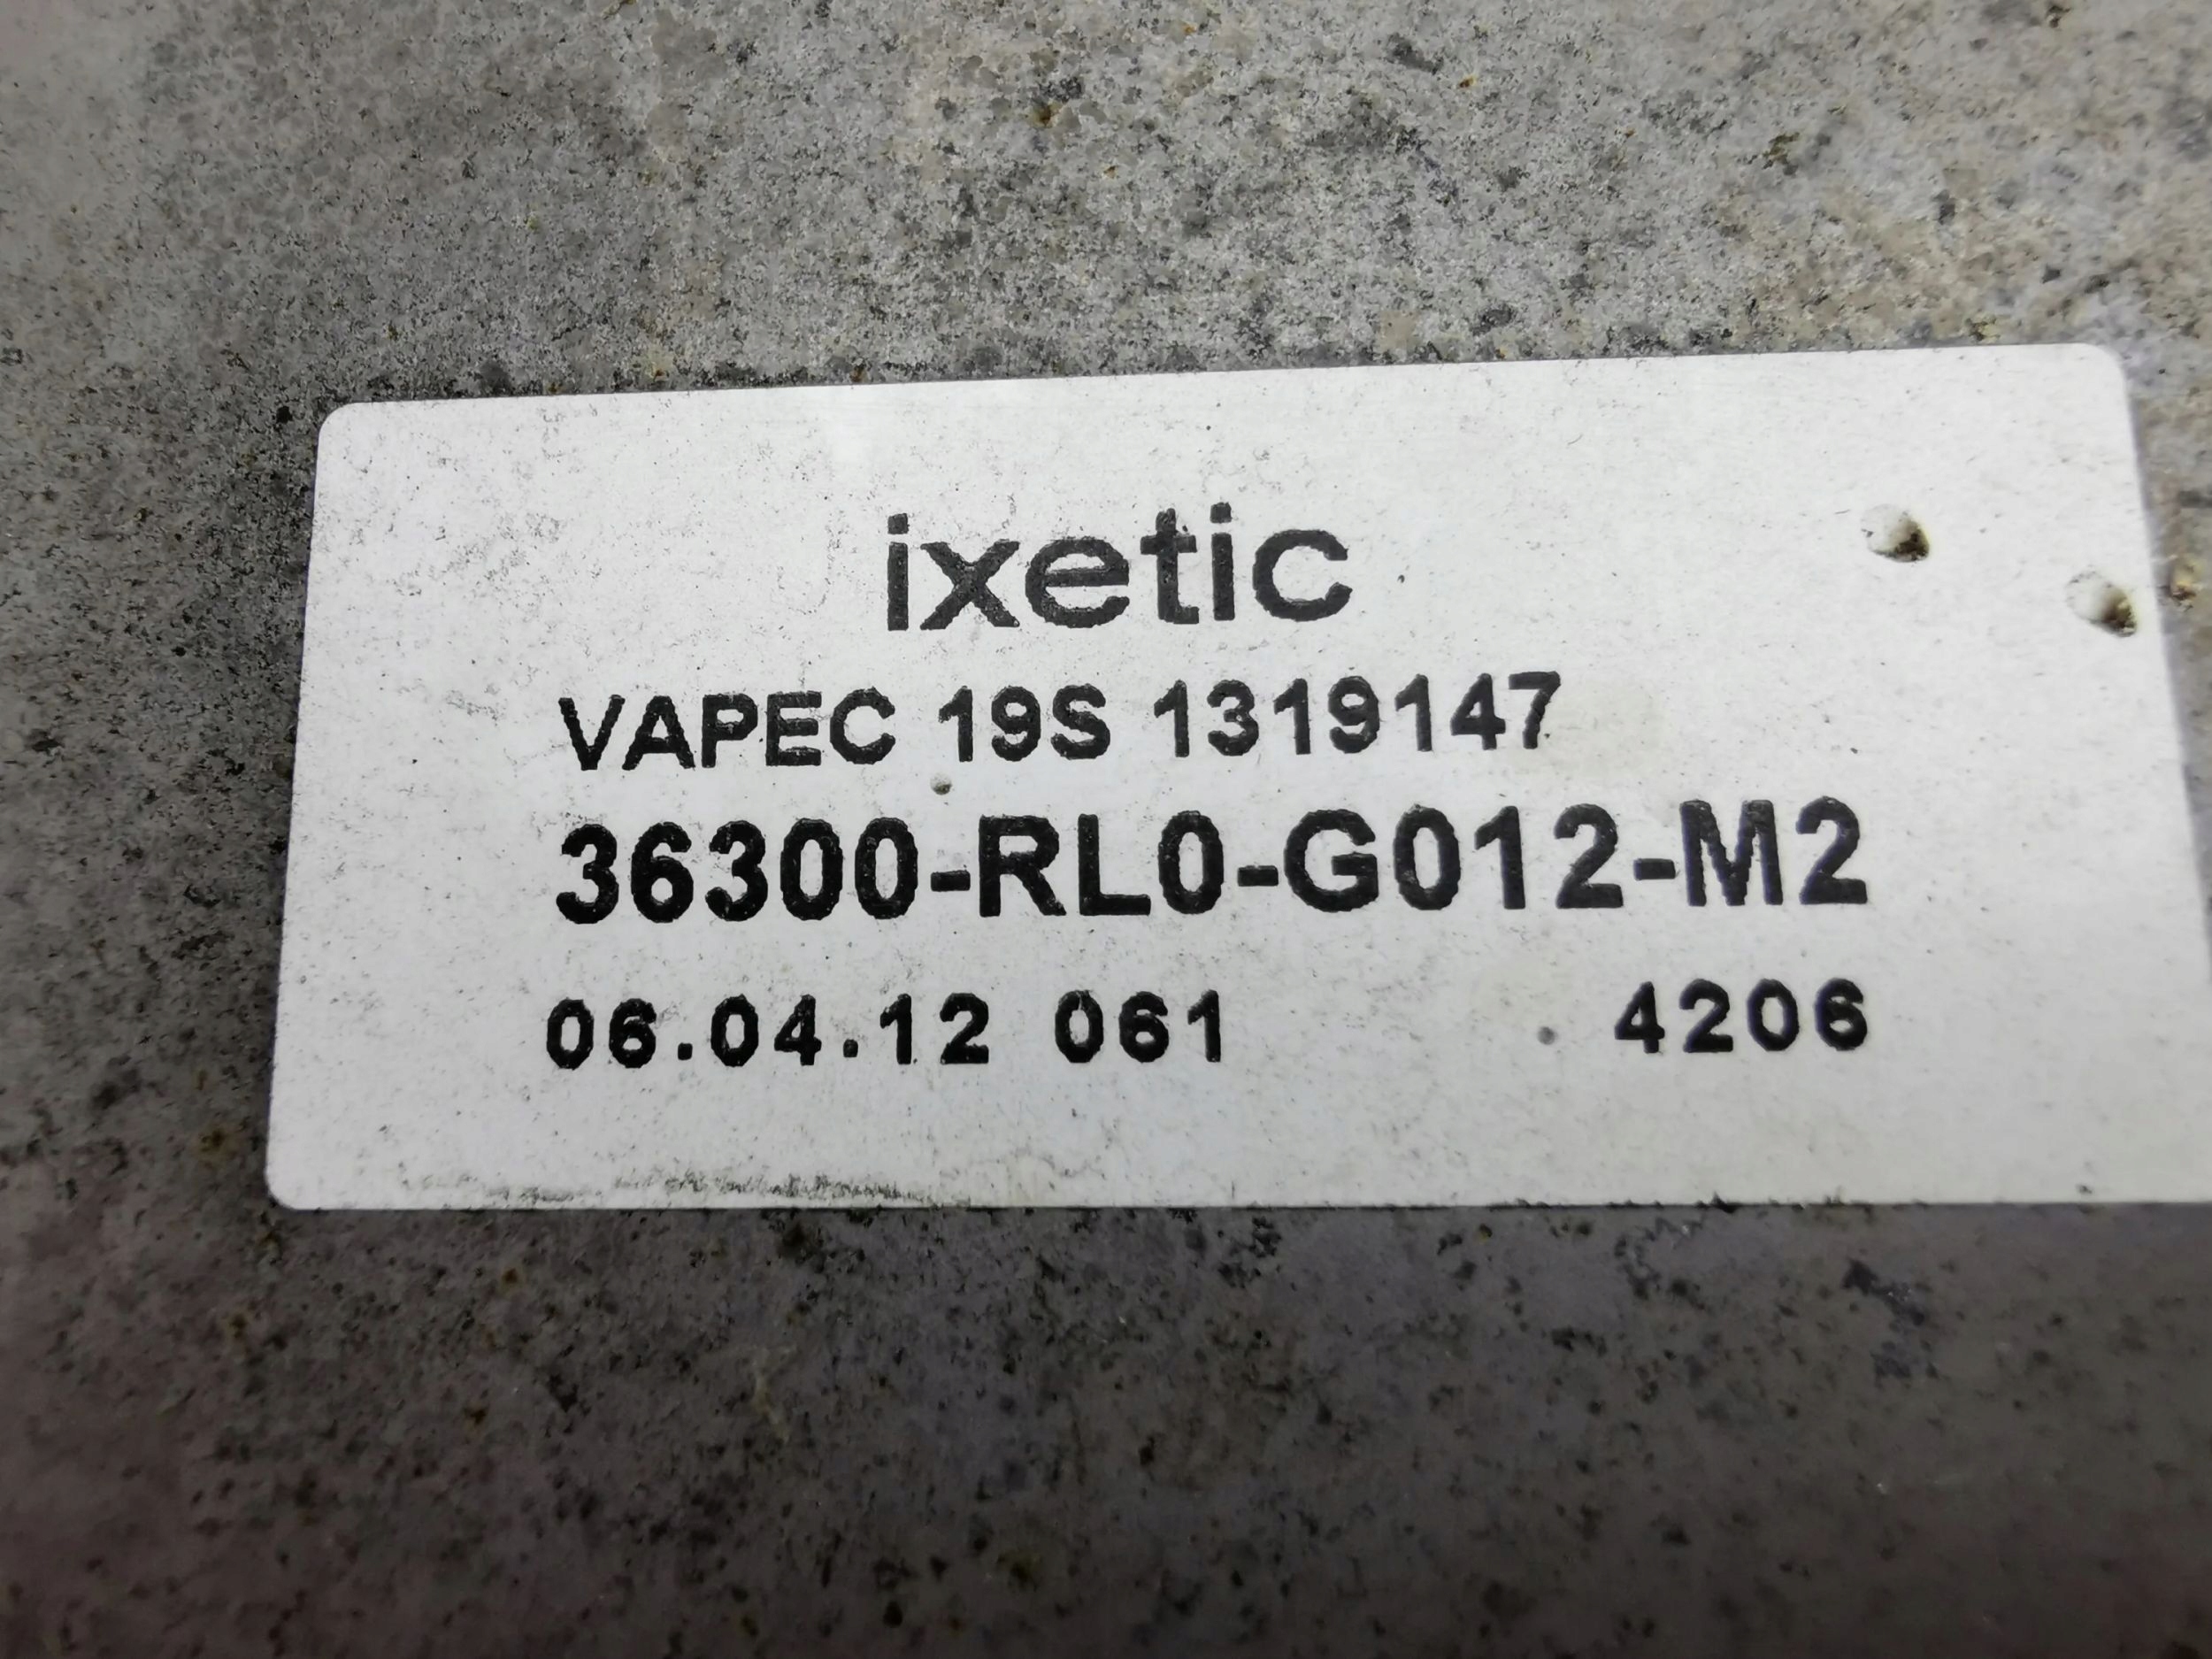 ixetic
VAPEC 19S 1319147
36300-RL0-G012-M2
06.04.12 061 4206